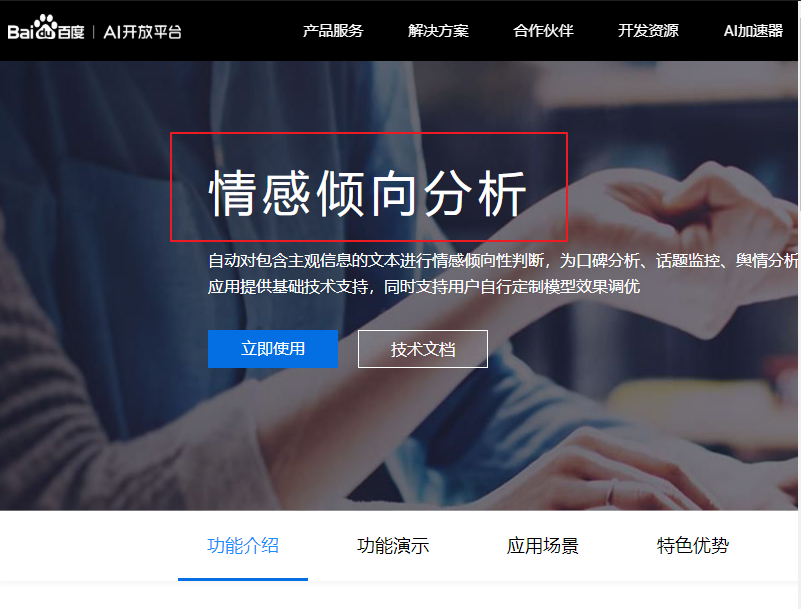 Bai百度 | AI开放平台 产品服务 解决方案 合作伙伴 开发资源 AI加速器
情感倾向分析
自动对包含主观信息的文本进行情感倾向性判断，为口碑分析、话题监控、舆情分析
应用提供基础技术支持，同时支持用户自行定制模型效果调优
立即使用 技术文档
功能介绍 功能演示 应用场景 特色优势